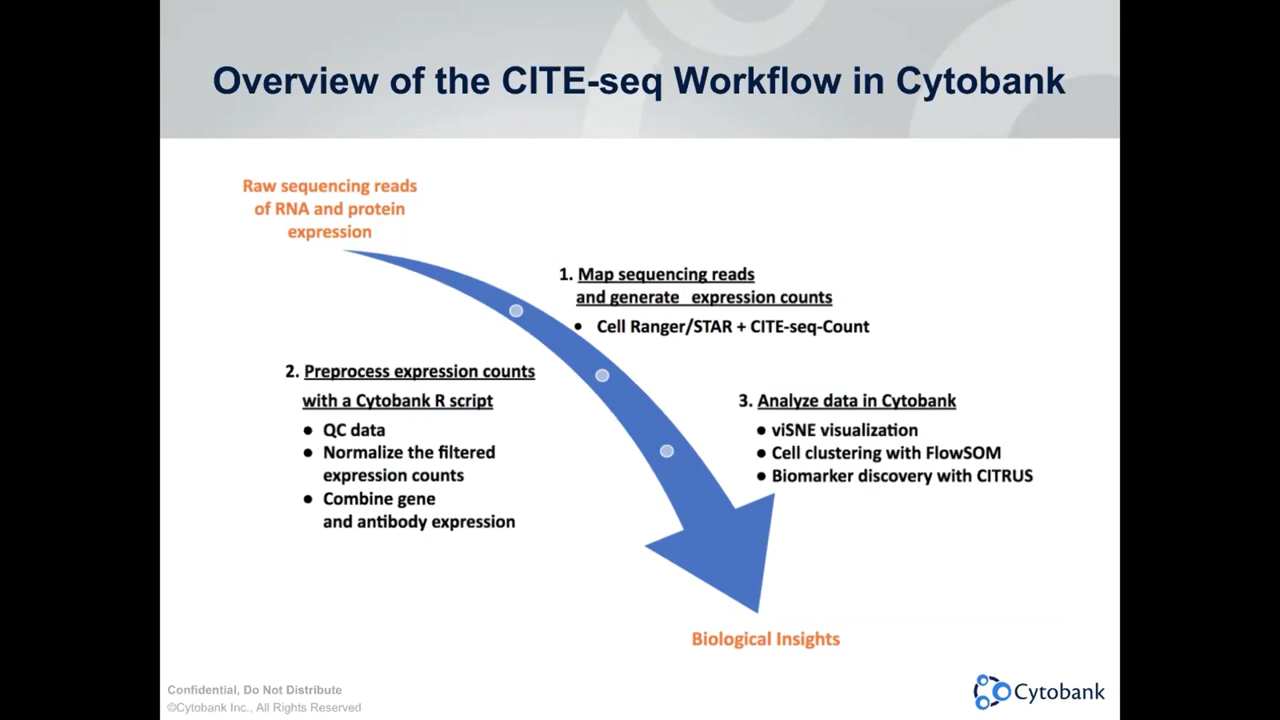 Overview of the CITE-seq Workflow in Cytobank
Raw sequencing reads
of RNA and protein
expression
1. Map sequencing reads
and generate expression counts
• Cell Ranger/STAR + CITE-seq-Count
2. Preprocess expression counts
with a Cytobank R script
• QC data
• Normalize the filtered
expression counts
• Combine gene
and antibody expression
3. Analyze data in Cytobank
• viSNE visualization
• Cell clustering with FlowSOM
• Biomarker discovery with CITRUS
Biological Insights
Confidential, Do Not Distribute
©Cytobank Inc., All Rights Reserved
Cytobank